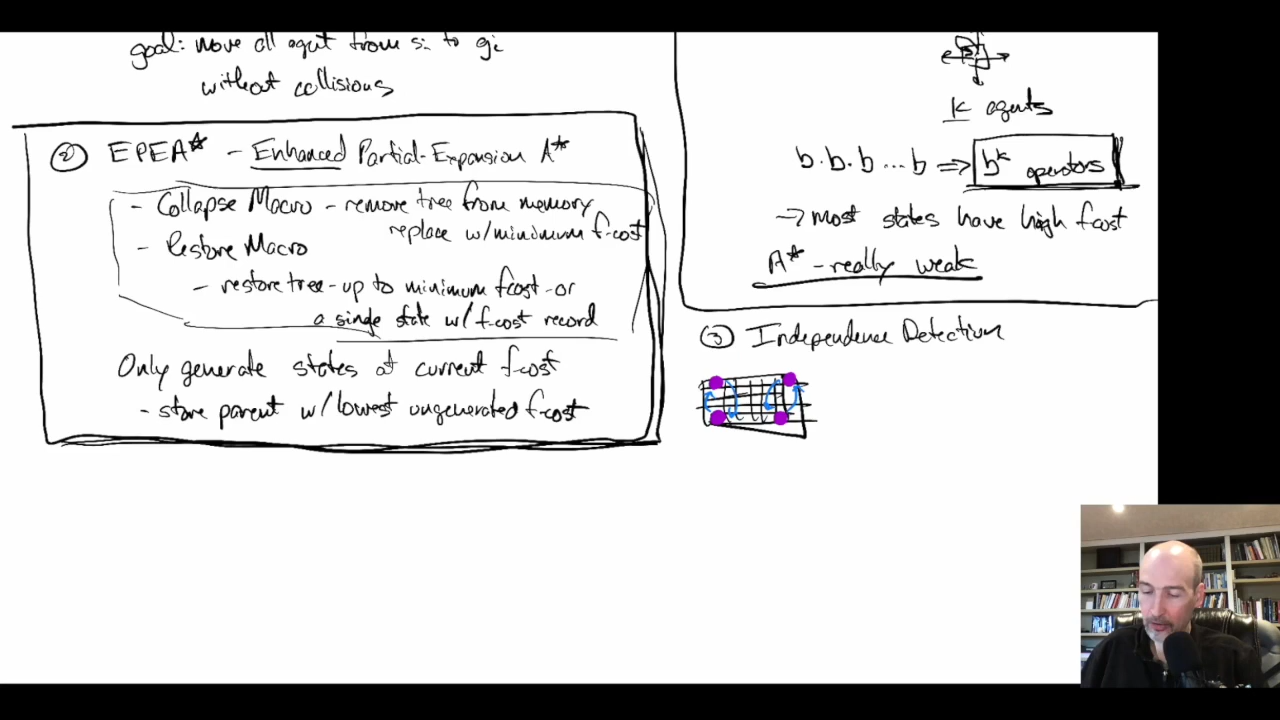 goal: move all agent from si to gi
without collisions
② EPEA* - Enhanced Partial-Expansion A*
- Collapse Macro - remove tree from memory
replace w/minimum f-cost
- Restore Macro
- restore tree - up to minimum fcost - or
a single state w/ f-cost record
Only generate states at current f-cost
- store parent w/ lowest ungenerated f-cost
k agents
b·b·b...b => b^k operators
-> most states have high fcost
A* - really weak
③ Independence Detection